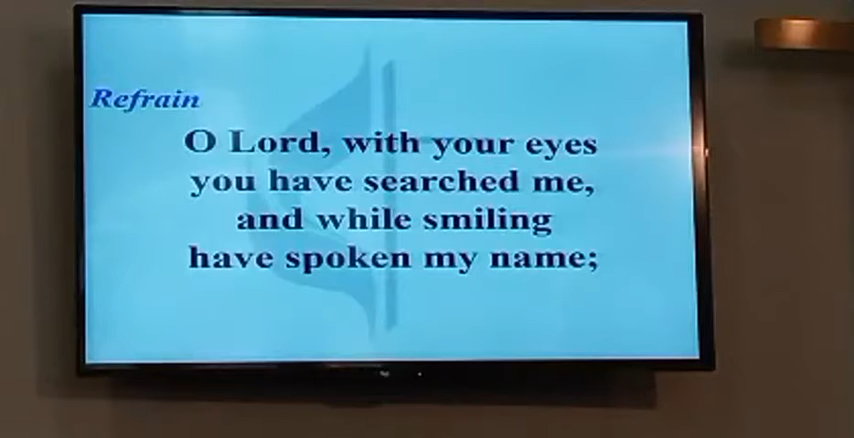 Refrain
O Lord, with your eyes
you have searched me,
and while smiling
have spoken my name;